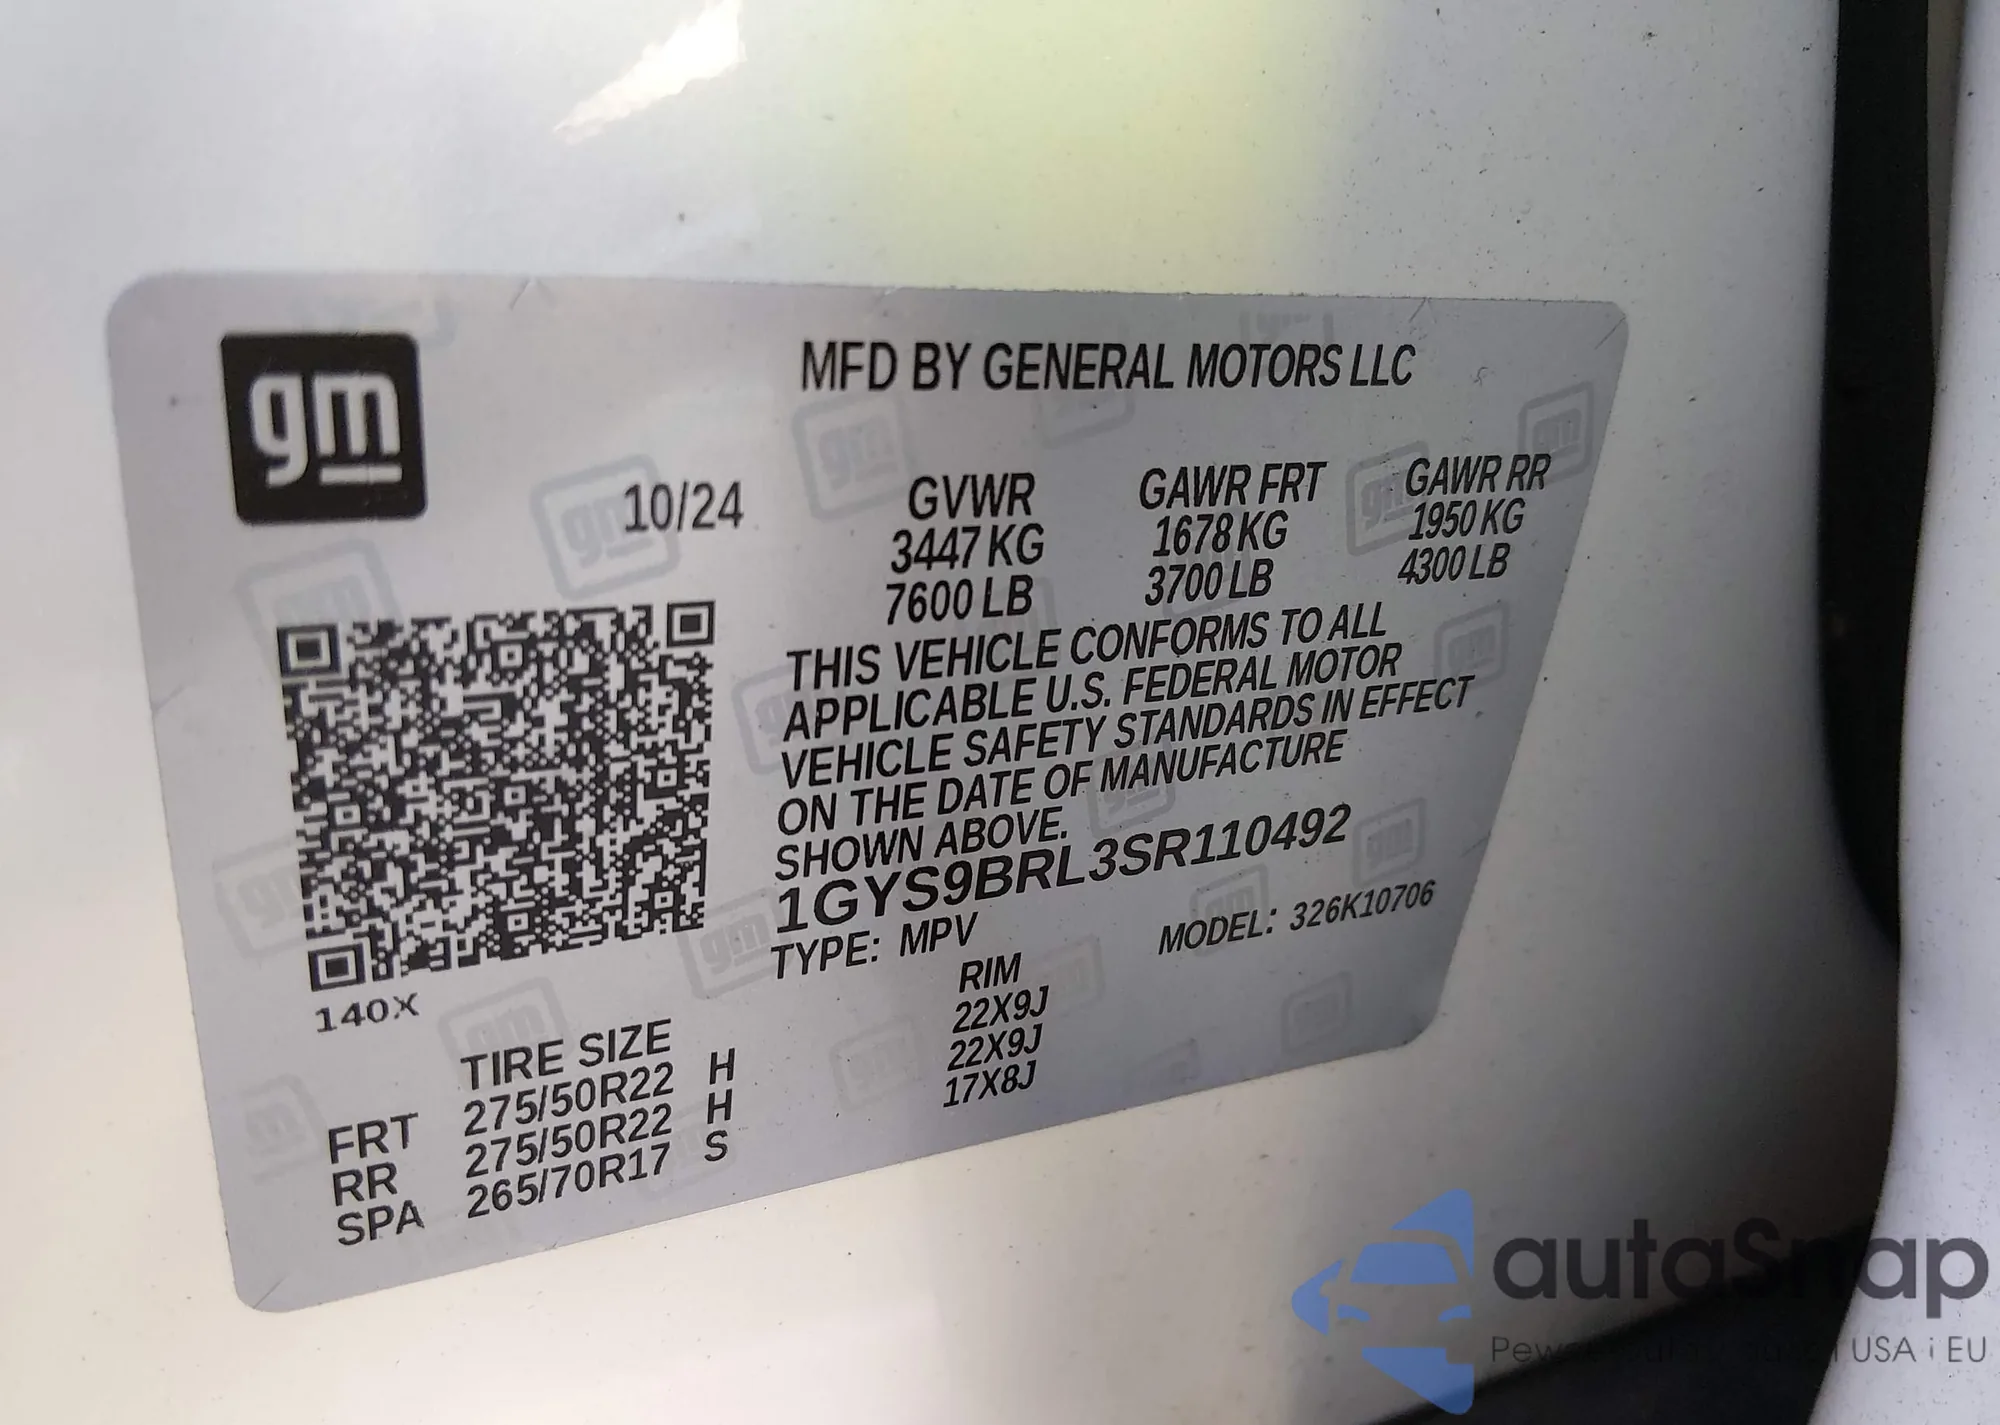 gm
MFD BY GENERAL MOTORS LLC
10/24
GVWR GAWR FRT GAWR RR
3447 KG 1678 KG 1950 KG
7600 LB 3700 LB 4300 LB
THIS VEHICLE CONFORMS TO ALL
APPLICABLE U.S. FEDERAL MOTOR
VEHICLE SAFETY STANDARDS IN EFFECT
ON THE DATE OF MANUFACTURE
SHOWN ABOVE.
1GYS9BRL3SR110492
TYPE: MPV MODEL: 326K10706
140X
TIRE SIZE RIM
FRT 275/50R22 H 22X9J
RR 275/50R22 H 22X9J
SPA 265/70R17 S 17X8J
autaSnap
USA i EU